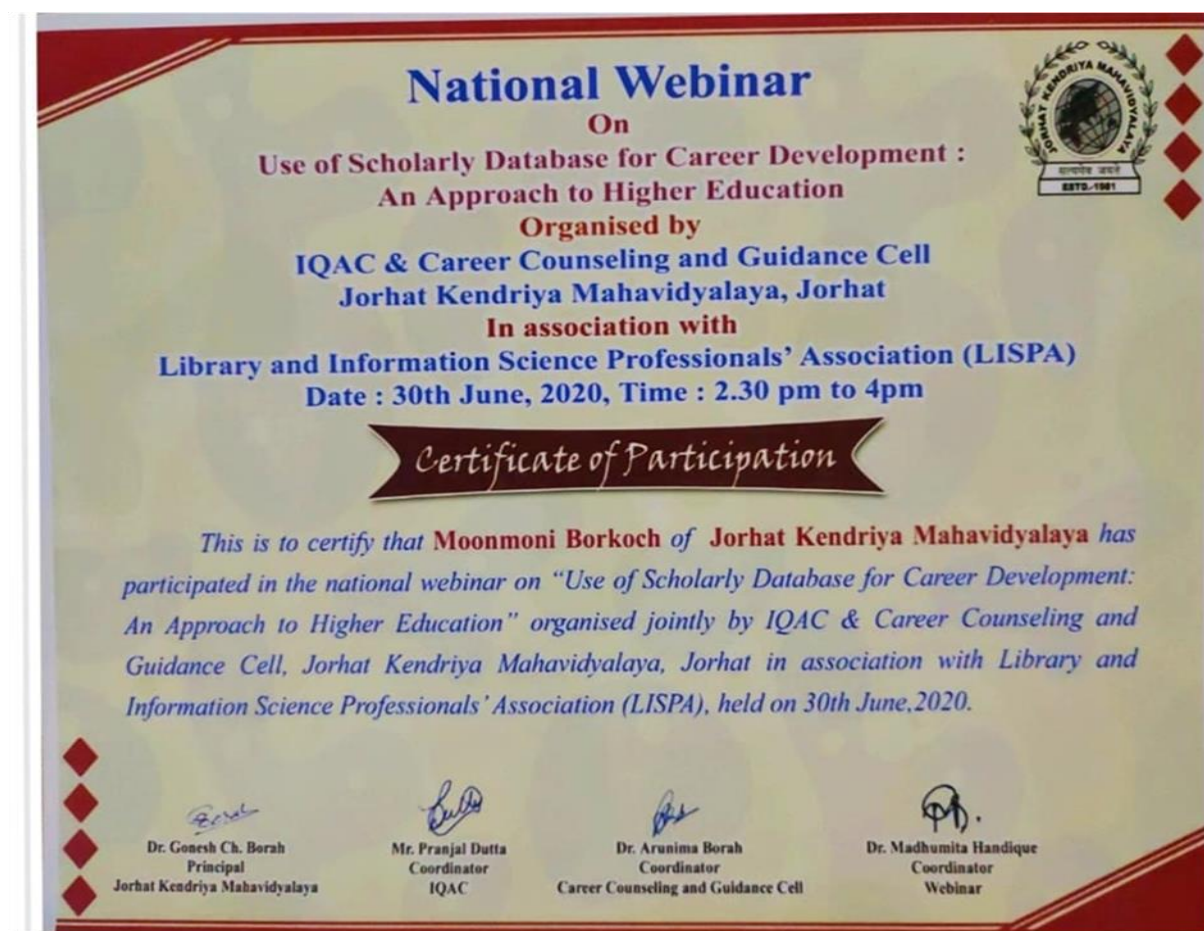 National Webinar
On
Use of Scholarly Database for Career Development :
An Approach to Higher Education
Organised by
IQAC & Career Counseling and Guidance Cell
Jorhat Kendriya Mahavidyalaya, Jorhat
In association with
Library and Information Science Professionals' Association (LISPA)
Date : 30th June, 2020, Time : 2.30 pm to 4pm
JORHAT KENDRIYA MAHAVIDYALAYA
सत्यमेव जयते
ESTD.-1981
Certificate of Participation
This is to certify that Moonmoni Borkoch of Jorhat Kendriya Mahavidyalaya has
participated in the national webinar on “Use of Scholarly Database for Career Development:
An Approach to Higher Education” organised jointly by IQAC & Career Counseling and
Guidance Cell, Jorhat Kendriya Mahavidyalaya, Jorhat in association with Library and
Information Science Professionals' Association (LISPA), held on 30th June,2020.
Dr. Gonesh Ch. Borah
Principal
Jorhat Kendriya Mahavidyalaya
Mr. Pranjal Dutta
Coordinator
IQAC
Dr. Arunima Borah
Coordinator
Career Counseling and Guidance Cell
Dr. Madhumita Handique
Coordinator
Webinar